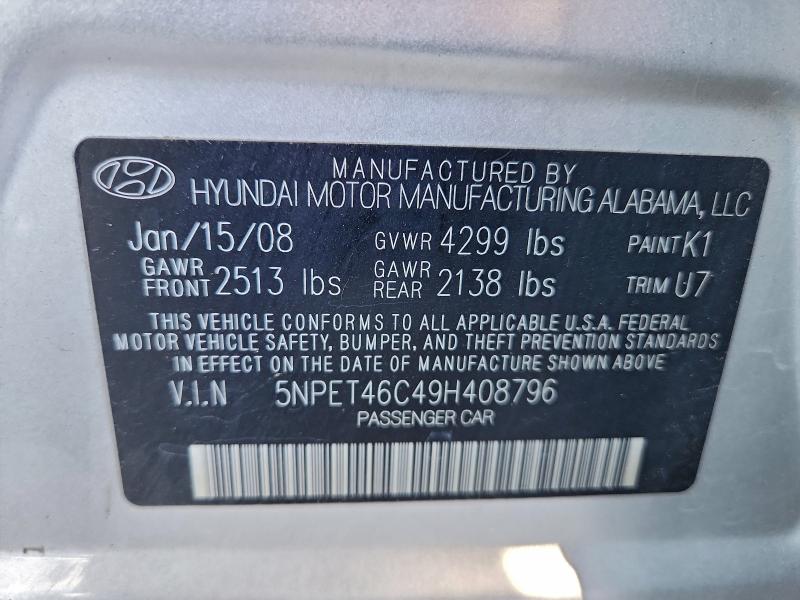 MANUFACTURED BY
HYUNDAI MOTOR MANUFACTURING ALABAMA, LLC
Jan/15/08 GVWR 4299 lbs PAINT K1
GAWR FRONT 2513 lbs GAWR REAR 2138 lbs TRIM U7
THIS VEHICLE CONFORMS TO ALL APPLICABLE U.S.A. FEDERAL
MOTOR VEHICLE SAFETY, BUMPER, AND THEFT PREVENTION STANDARDS
IN EFFECT ON THE DATE OF MANUFACTURE SHOWN ABOVE
V.I.N 5NPET46C49H408796
PASSENGER CAR